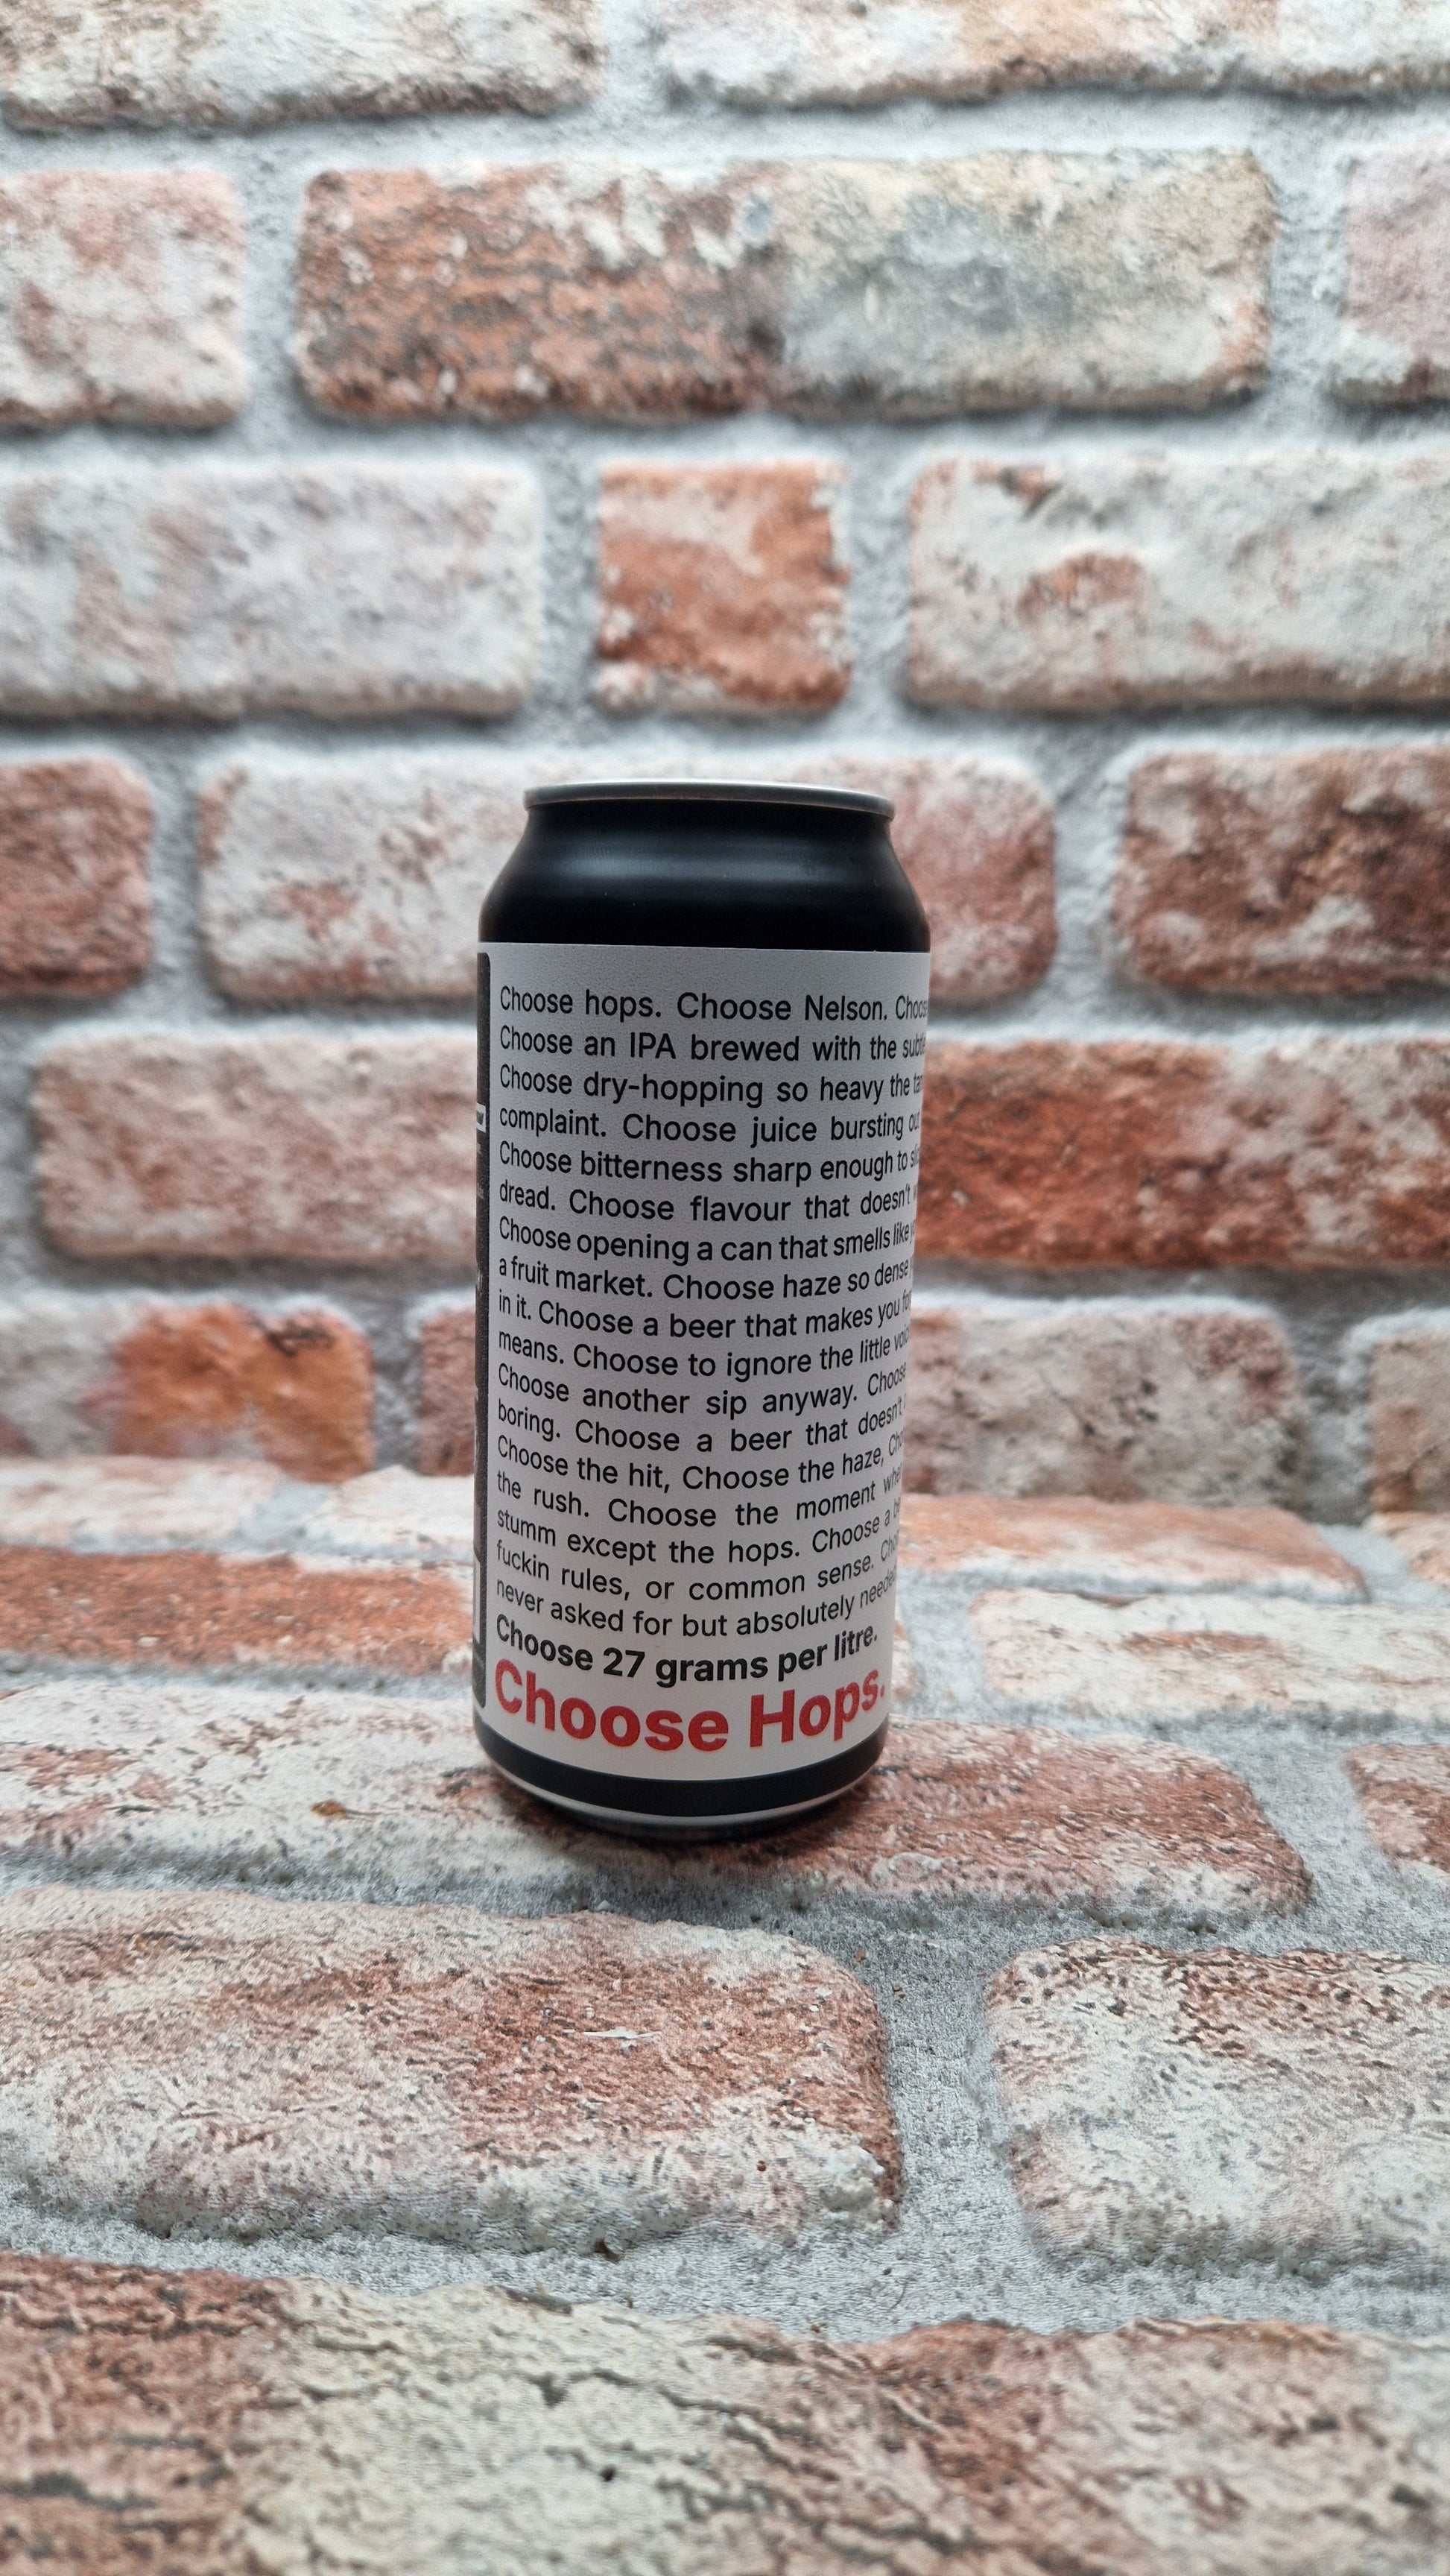 Choose hops. Choose Nelson.
Choose an IPA brewed with the
Choose dry-hopping so heavy the
complaint. Choose juice bursting
Choose bitterness sharp enough to
dread. Choose flavour that doesn't
Choose opening a can that smells like
a fruit market. Choose haze so dense
in it. Choose a beer that makes you
means. Choose to ignore the little
Choose another sip anyway. Choose
boring. Choose a beer that doesn't
Choose the hit, Choose the haze,
the rush. Choose the moment
stumm except the hops. Choose a
fuckin rules, or common sense.
never asked for but absolutely
Choose 27 grams per litre.
Choose Hops.